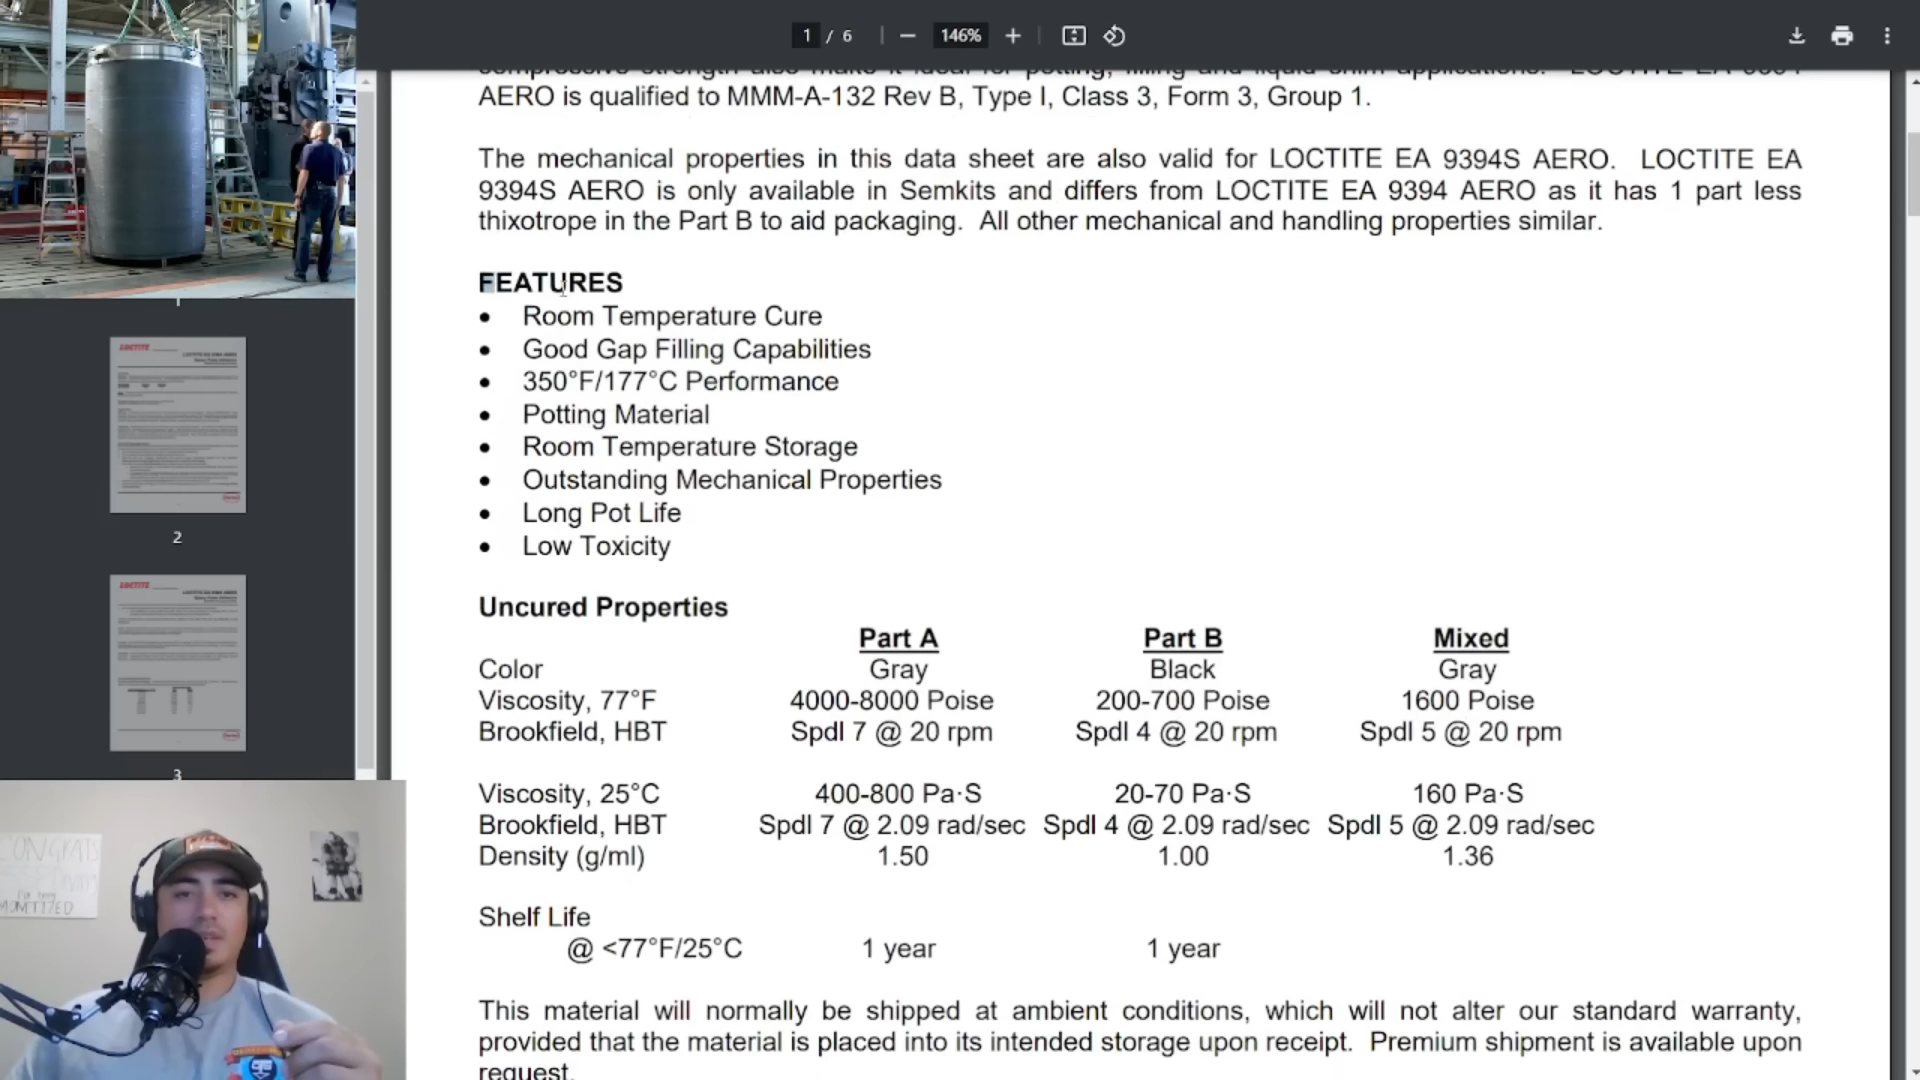 1 / 6
146%
AERO is qualified to MMM-A-132 Rev B, Type I, Class 3, Form 3, Group 1.
The mechanical properties in this data sheet are also valid for LOCTITE EA 9394S AERO. LOCTITE EA
9394S AERO is only available in Semkits and differs from LOCTITE EA 9394 AERO as it has 1 part less
thixotrope in the Part B to aid packaging. All other mechanical and handling properties similar.
FEATURES
• Room Temperature Cure
• Good Gap Filling Capabilities
• 350°F/177°C Performance
• Potting Material
• Room Temperature Storage
• Outstanding Mechanical Properties
• Long Pot Life
• Low Toxicity
Uncured Properties
Part A Part B Mixed
Color Gray Black Gray
Viscosity, 77°F 4000-8000 Poise 200-700 Poise 1600 Poise
Brookfield, HBT Spdl 7 @ 20 rpm Spdl 4 @ 20 rpm Spdl 5 @ 20 rpm
Viscosity, 25°C 400-800 Pa·S 20-70 Pa·S 160 Pa·S
Brookfield, HBT Spdl 7 @ 2.09 rad/sec Spdl 4 @ 2.09 rad/sec Spdl 5 @ 2.09 rad/sec
Density (g/ml) 1.50 1.00 1.36
Shelf Life
@ <77°F/25°C 1 year 1 year
This material will normally be shipped at ambient conditions, which will not alter our standard warranty,
provided that the material is placed into its intended storage upon receipt. Premium shipment is available upon
request.
1
LOCTITE
2
LOCTITE
3
CONGRATS